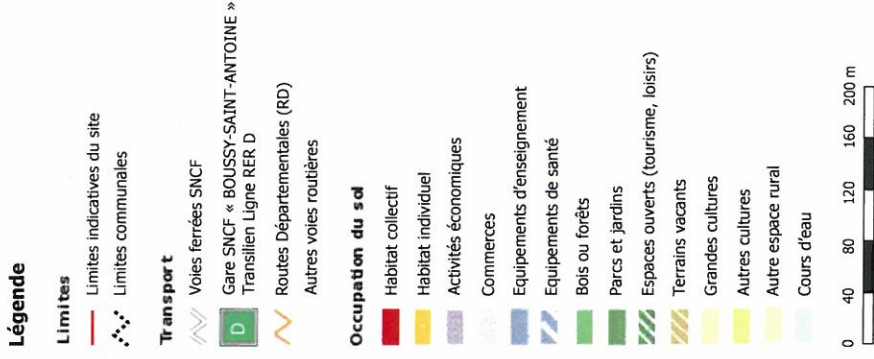 Légende
Limites
Limites indicatives du site
Limites communales
Transport
Voies ferrées SNCF
D
Gare SNCF « BOUSSY-SAINT-ANTOINE »
Transilien Ligne RER D
Routes Départementales (RD)
Autres voies routières
Occupation du sol
Habitat collectif
Habitat individuel
Activités économiques
Commerces
Equipements d'enseignement
Equipements de santé
Bois ou forêts
Parcs et jardins
Espaces ouverts (tourisme, loisirs)
Terrains vacants
Grandes cultures
Autres cultures
Autre espace rural
Cours d'eau
0 40 80 120 160 200 m